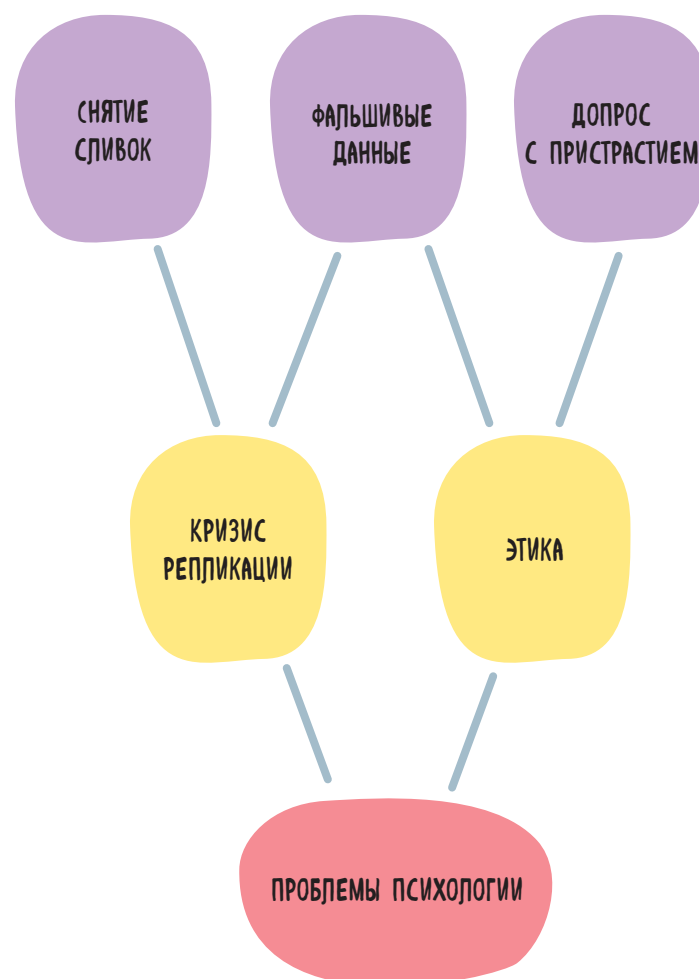 СНЯТИЕ
СЛИВОК
ФАЛЬШИВЫЕ
ДАННЫЕ
ДОПРОС
С ПРИСТРАСТИЕМ
КРИЗИС
РЕПЛИКАЦИИ
ЭТИКА
ПРОБЛЕМЫ ПСИХОЛОГИИ